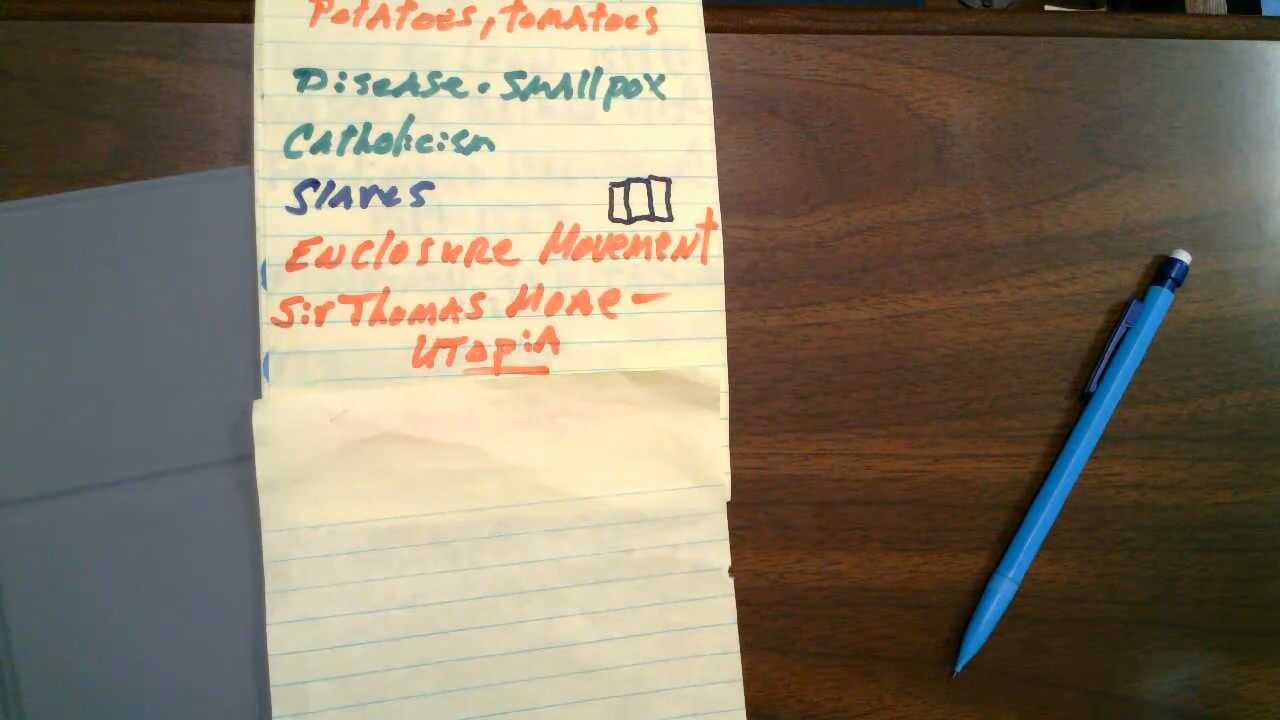 Potatoes, tomatoes
Disease. smallpox
Catholicism
Slaves
Enclosure Movement
Sir Thomas More -
Utopia